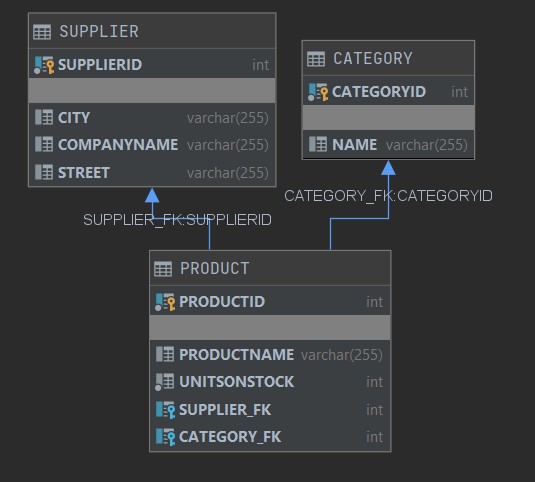 SUPPLIER
SUPPLIERID int
CITY varchar(255)
COMPANYNAME varchar(255)
STREET varchar(255)
CATEGORY
CATEGORYID int
NAME varchar(255)
SUPPLIER_FK:SUPPLIERID
CATEGORY_FK:CATEGORYID
PRODUCT
PRODUCTID int
PRODUCTNAME varchar(255)
UNITSONSTOCK int
SUPPLIER_FK int
CATEGORY_FK int